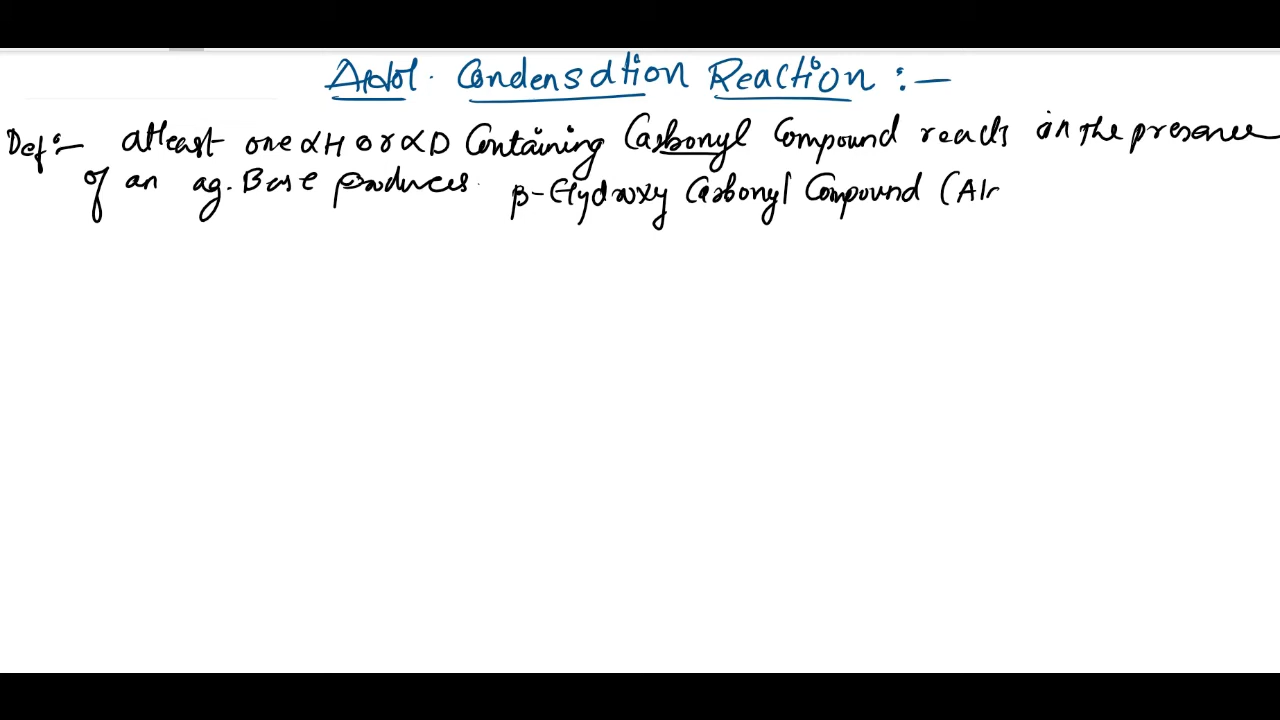 Aldol. Condensation Reaction :-
Def:- atleast one αH or αD Containing Carbonyl Compound reacts in the presence
of an aq. Base produces. β-Hydroxy Carbonyl Compound (Al